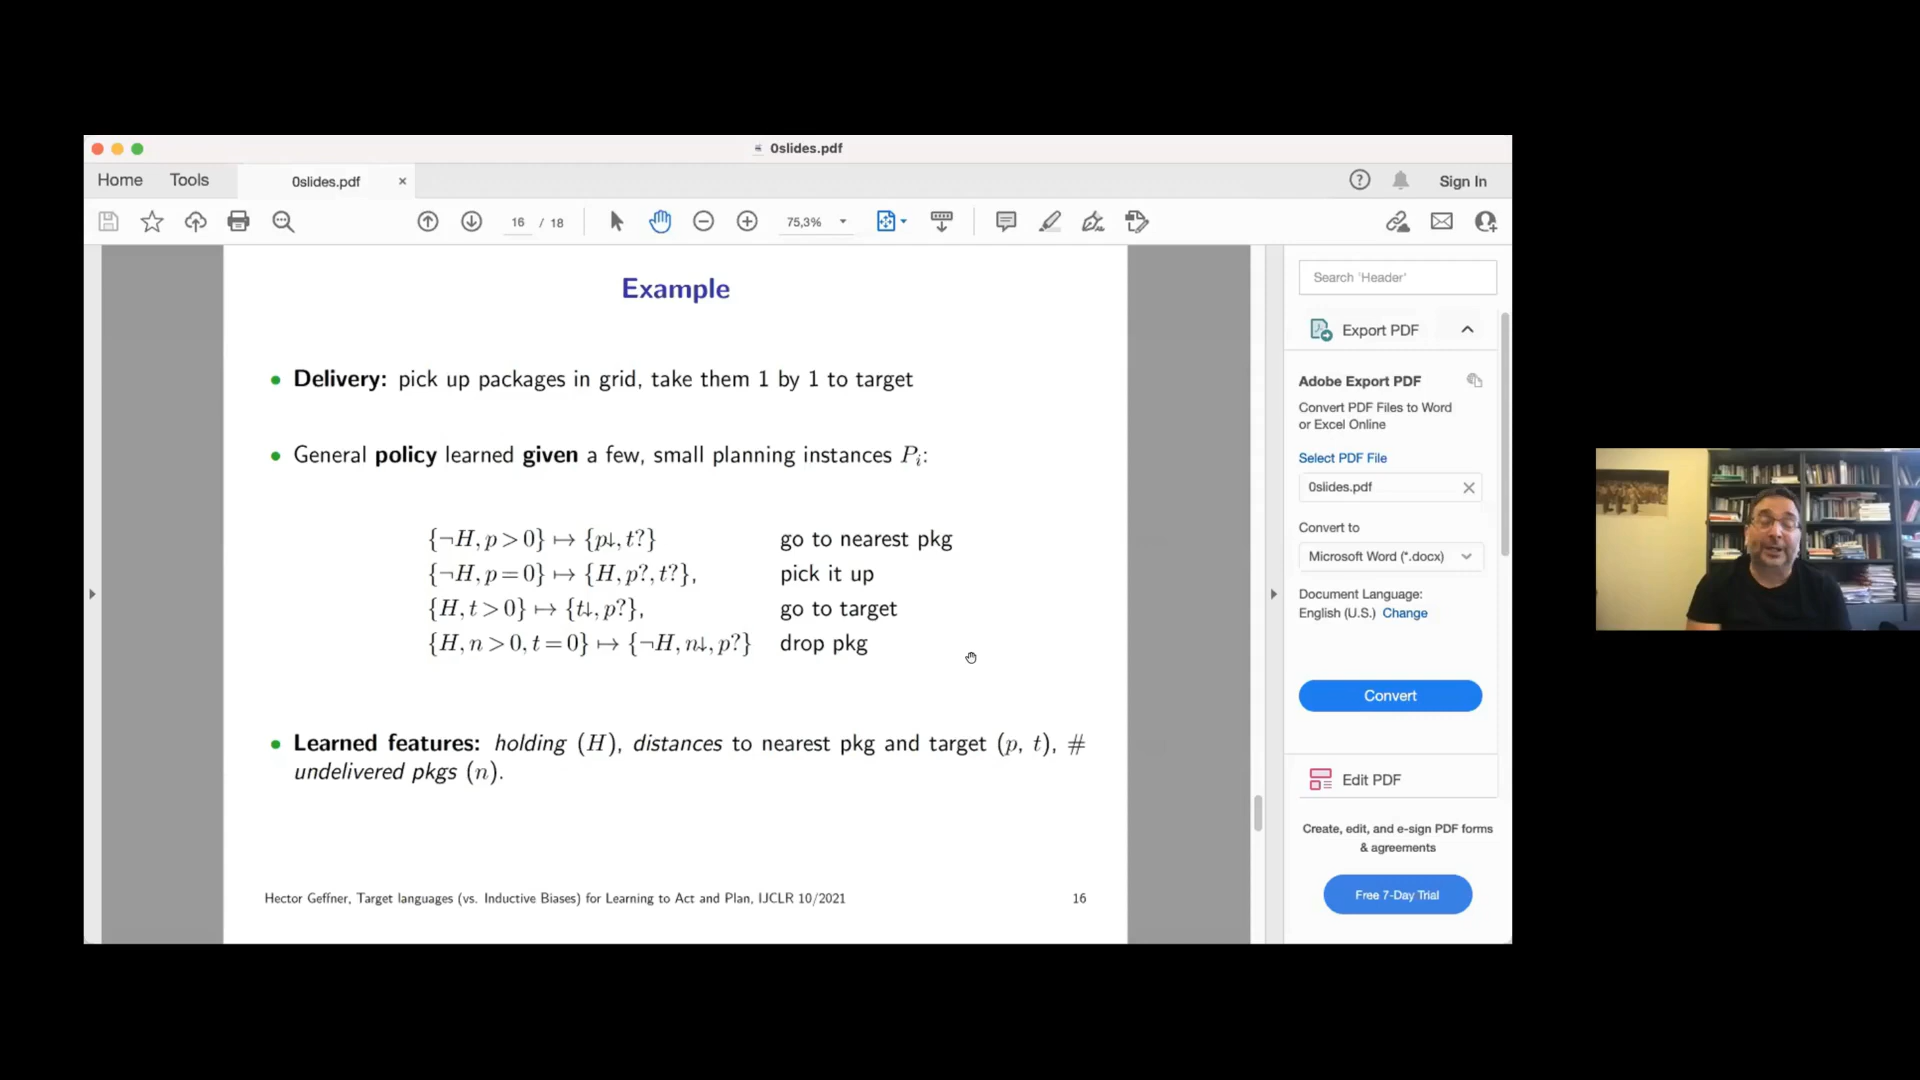 0slides.pdf
Home
Tools
0slides.pdf
Sign In
16 / 18
75,3%
Example
Delivery: pick up packages in grid, take them 1 by 1 to target
General policy learned given a few, small planning instances Pᵢ:
{¬H, p > 0} ↦ {p↓, t?} go to nearest pkg
{¬H, p = 0} ↦ {H, p?, t?}, pick it up
{H, t > 0} ↦ {t↓, p?}, go to target
{H, n > 0, t = 0} ↦ {¬H, n↓, p?} drop pkg
Learned features: holding (H), distances to nearest pkg and target (p, t), #
undelivered pkgs (n).
Hector Geffner, Target languages (vs. Inductive Biases) for Learning to Act and Plan, IJCLR 10/2021
16
Search 'Header'
Export PDF
Adobe Export PDF
Convert PDF Files to Word
or Excel Online
Select PDF File
0slides.pdf
Convert to
Microsoft Word (*.docx)
Document Language:
English (U.S.) Change
Convert
Edit PDF
Create, edit, and e-sign PDF forms
& agreements
Free 7-Day Trial